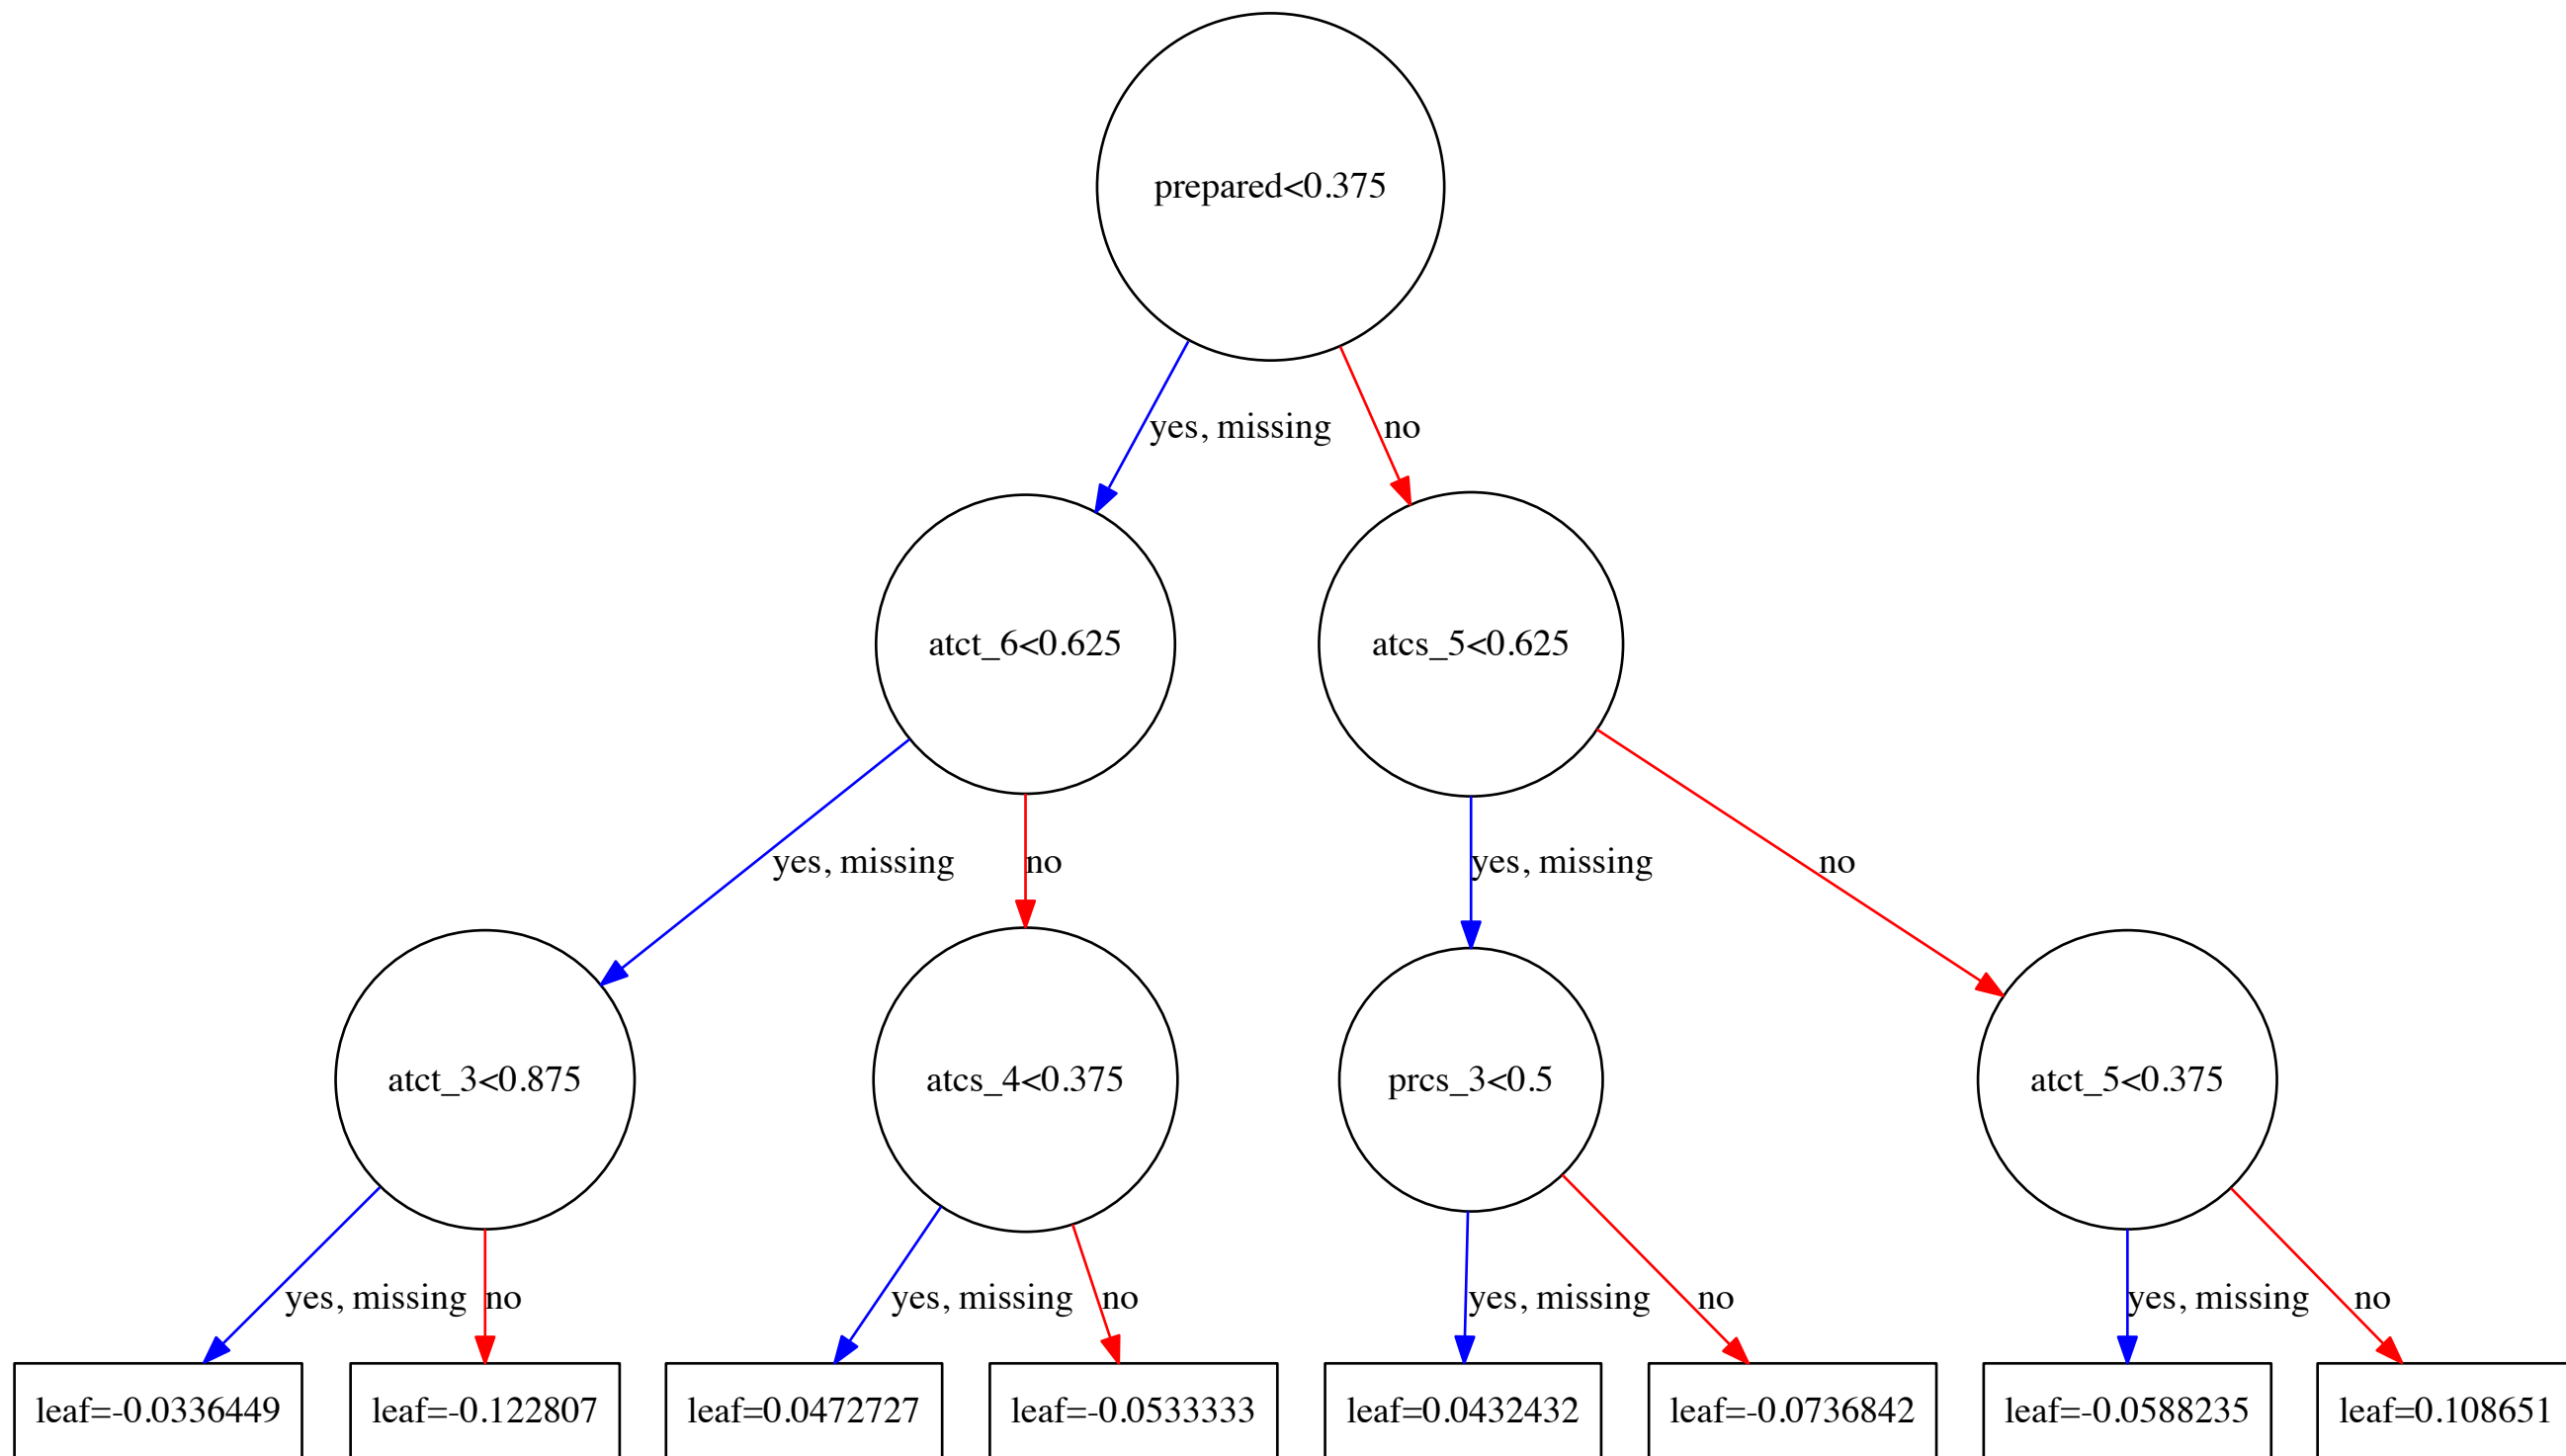 prepared<0.375
yes, missing
no
atct_6<0.625
atcs_5<0.625
yes, missing
no
yes, missing
no
atct_3<0.875
atcs_4<0.375
prcs_3<0.5
atct_5<0.375
yes, missing
no
yes, missing
no
yes, missing
no
yes, missing
no
leaf=-0.0336449
leaf=-0.122807
leaf=0.0472727
leaf=-0.0533333
leaf=0.0432432
leaf=-0.0736842
leaf=-0.0588235
leaf=0.108651